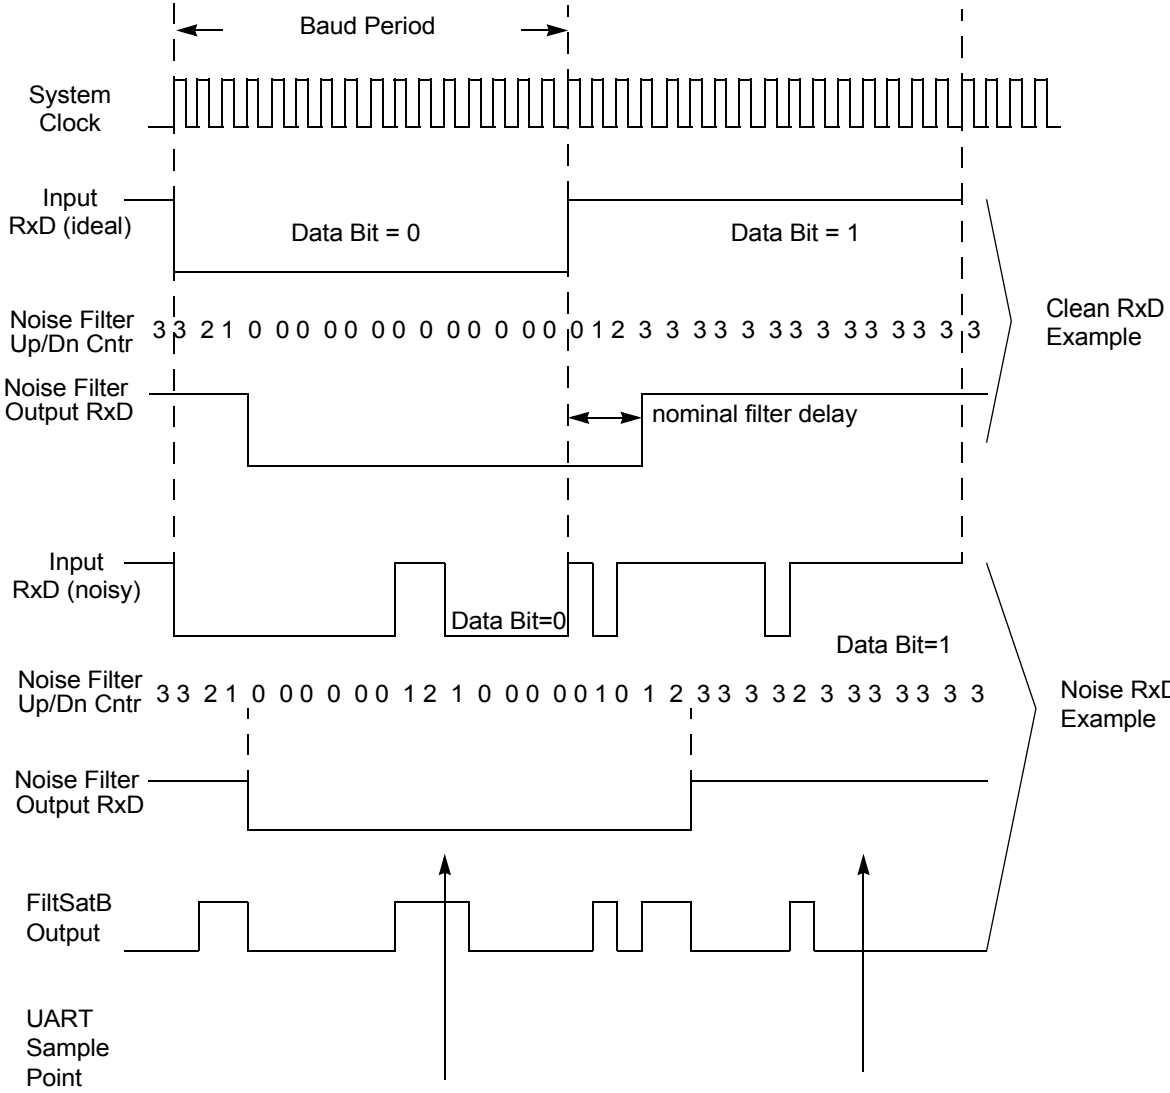 Baud Period
System
Clock
Input
RxD (ideal)
Data Bit = 0
Data Bit = 1
Noise Filter
Up/Dn Cntr
3 3 2 1 0 0 0 0 0 0 0 0 0 0 0 0 0 0 1 2 3 3 3 3 3 3 3 3 3 3 3 3 3 3
Clean RxD
Example
Noise Filter
Output RxD
nominal filter delay
Input
RxD (noisy)
Data Bit=0
Data Bit=1
Noise Filter
Up/Dn Cntr
3 3 2 1 0 0 0 0 0 0 1 2 1 0 0 0 0 0 1 0 1 2 3 3 3 3 2 3 3 3 3 3 3 3
Noise RxD
Example
Noise Filter
Output RxD
FiltSatB
Output
UART
Sample
Point